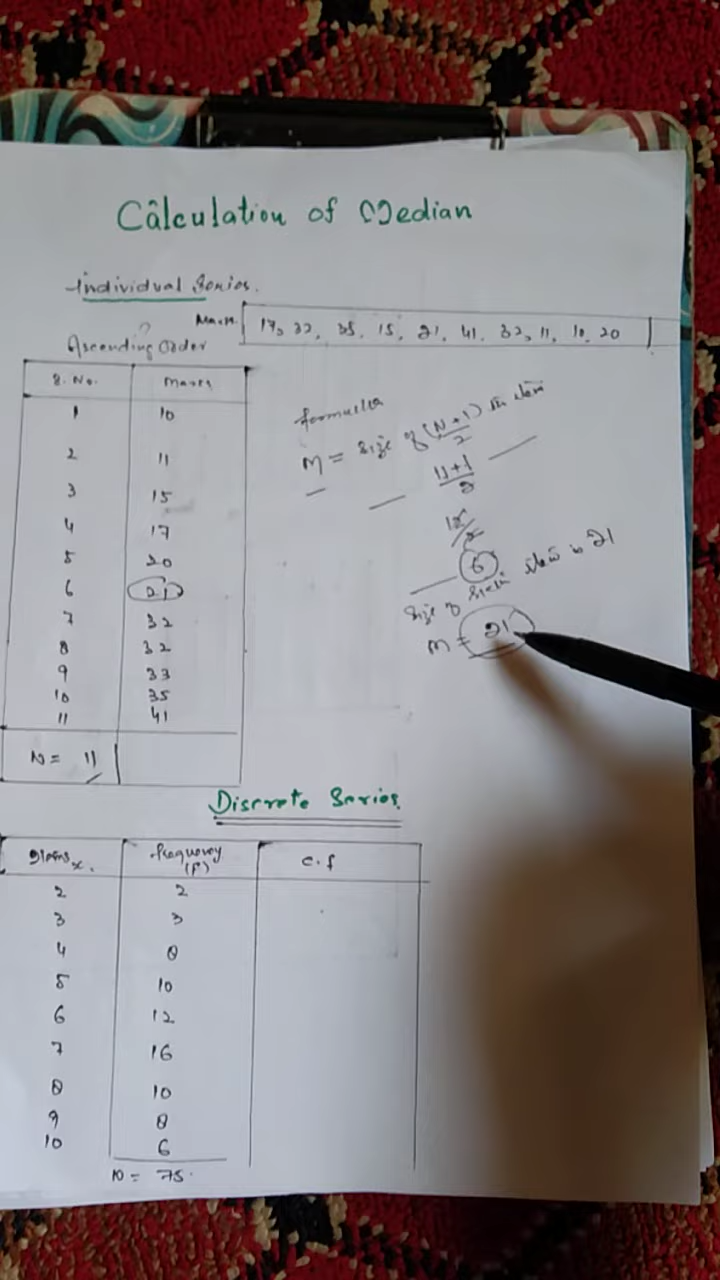 Calculation of Median
Individual Series.
Marks 17, 32, 35, 15, 21, 41, 32, 11, 10, 20
Ascending Order
S. No. Marks
1 10
2 11
3 15
4 17
5 20
6 21
7 32
8 32
9 33
10 35
11 41
N = 11
formula
M = Size of (N+1)/2 th item
11+1/2
12/2
6
Size of sixth item is 21
M = 21
Discrete Series.
Items x. frequency (f) c.f
2 2
3 3
4 8
5 10
6 12
7 16
8 10
9 8
10 6
N = 75.